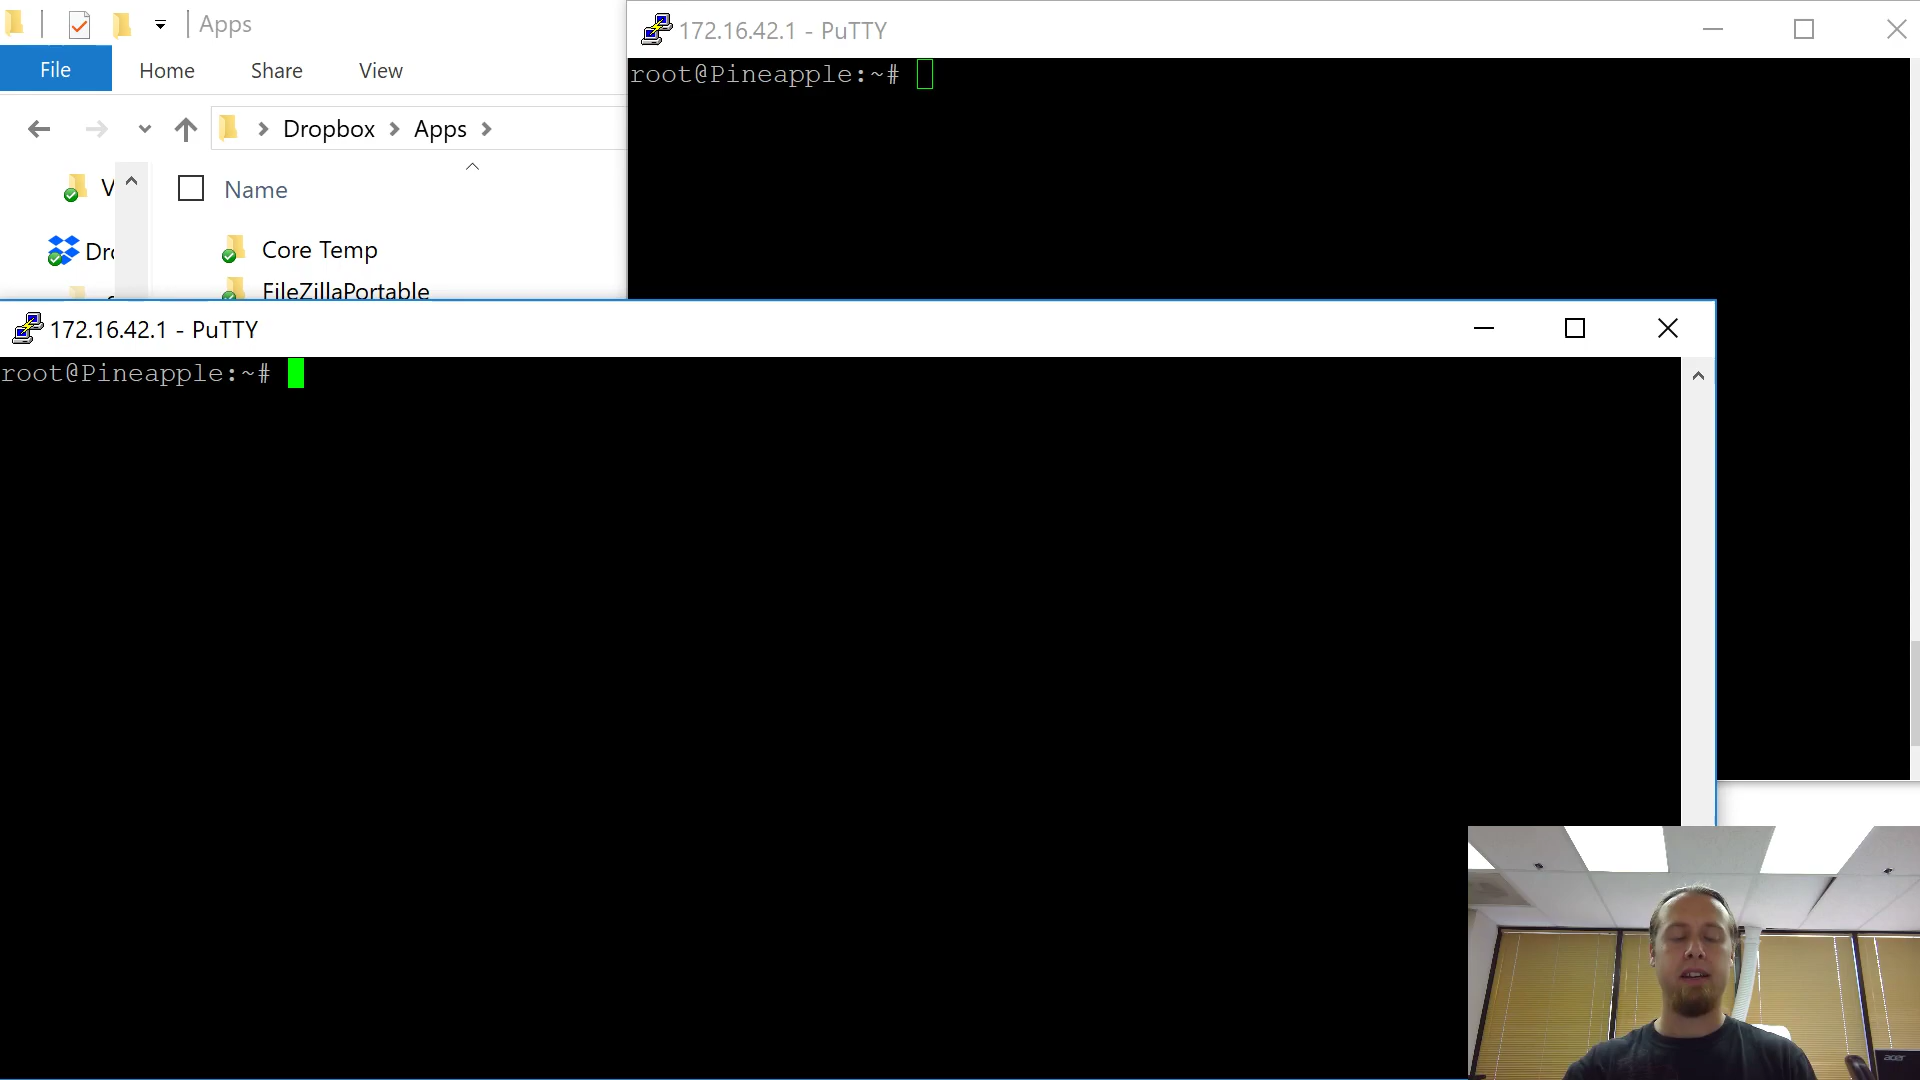 Apps
172.16.42.1 - PuTTY
File
Home
Share
View
root@Pineapple:~#
Dropbox
Apps
Name
Core Temp
FileZillaPortable
172.16.42.1 - PuTTY
root@Pineapple:~#
acer